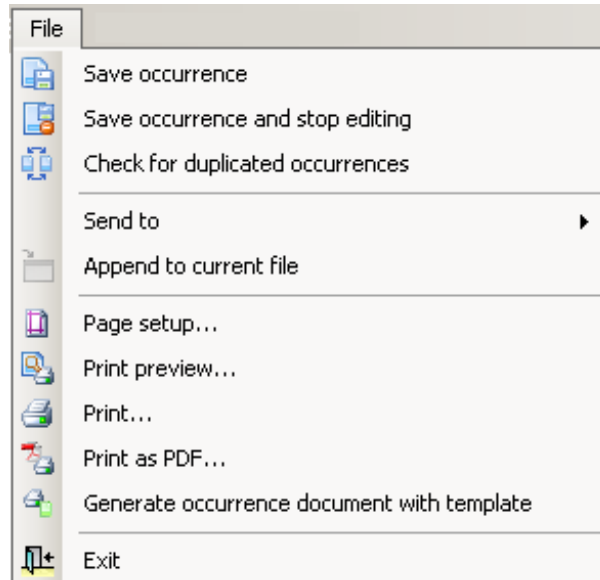 File
Save occurrence
Save occurrence and stop editing
Check for duplicated occurrences
Send to
Append to current file
Page setup...
Print preview...
Print...
Print as PDF...
Generate occurrence document with template
Exit